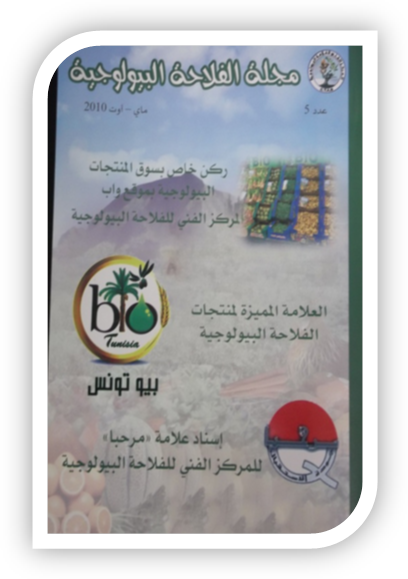 مجلة الفلاحة البيولوجية
عدد 5
ماي - أوت 2010
ركن خاص بسوق المنتجات
البيولوجية بموقع واب
لمركز الفني للفلاحة البيولوجية
العلامة المميزة لمنتجات
الفلاحة البيولوجية
bio
Tunisia
بيو تونس
إسناد علامة «مرحبا»
للمركز الفني للفلاحة البيولوجية